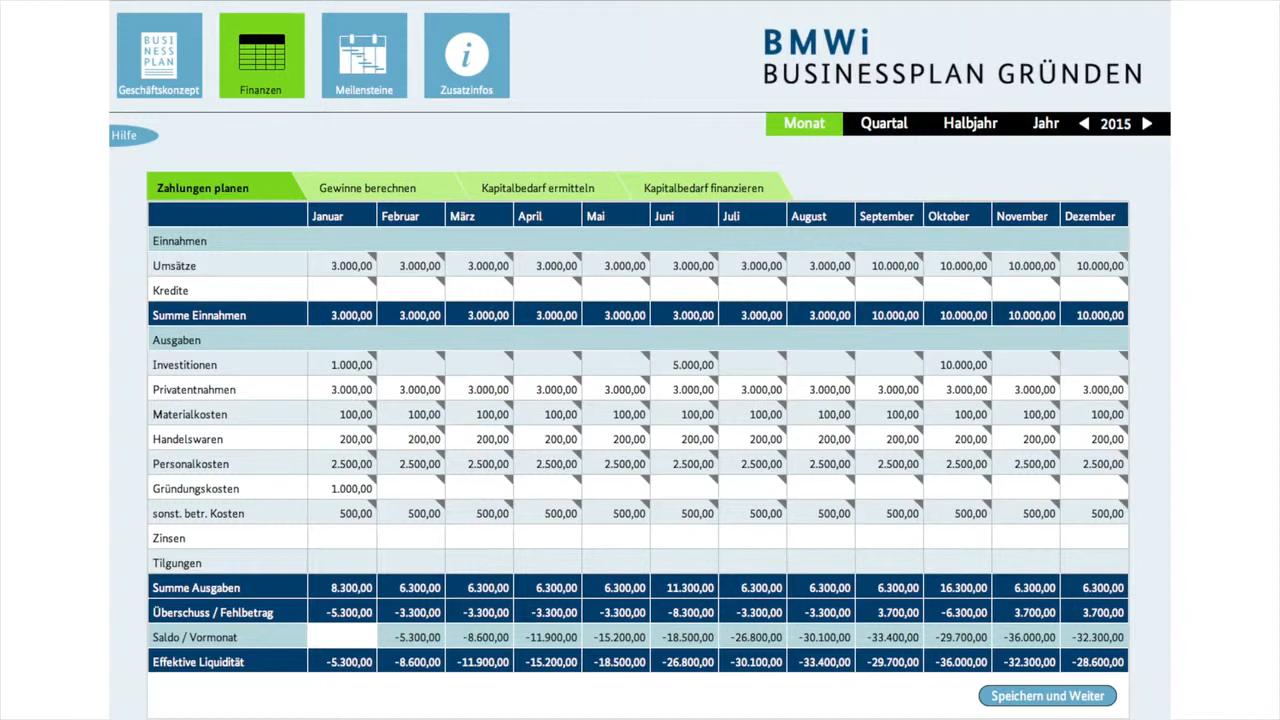 BUSI
NESS
PLAN
Geschäftskonzept
Finanzen
Meilensteine
i
Zusatzinfos
BMWi
BUSINESSPLAN GRÜNDEN
Hilfe
Monat Quartal Halbjahr Jahr ◀ 2015 ▶
Zahlungen planen Gewinne berechnen Kapitalbedarf ermitteln Kapitalbedarf finanzieren
Januar Februar März April Mai Juni Juli August September Oktober November Dezember
Einnahmen
Umsätze 3.000,00 3.000,00 3.000,00 3.000,00 3.000,00 3.000,00 3.000,00 3.000,00 10.000,00 10.000,00 10.000,00 10.000,00
Kredite
Summe Einnahmen 3.000,00 3.000,00 3.000,00 3.000,00 3.000,00 3.000,00 3.000,00 3.000,00 10.000,00 10.000,00 10.000,00 10.000,00
Ausgaben
Investitionen 1.000,00 5.000,00 10.000,00
Privatentnahmen 3.000,00 3.000,00 3.000,00 3.000,00 3.000,00 3.000,00 3.000,00 3.000,00 3.000,00 3.000,00 3.000,00 3.000,00
Materialkosten 100,00 100,00 100,00 100,00 100,00 100,00 100,00 100,00 100,00 100,00 100,00 100,00
Handelswaren 200,00 200,00 200,00 200,00 200,00 200,00 200,00 200,00 200,00 200,00 200,00 200,00
Personalkosten 2.500,00 2.500,00 2.500,00 2.500,00 2.500,00 2.500,00 2.500,00 2.500,00 2.500,00 2.500,00 2.500,00 2.500,00
Gründungskosten 1.000,00
sonst. betr. Kosten 500,00 500,00 500,00 500,00 500,00 500,00 500,00 500,00 500,00 500,00 500,00 500,00
Zinsen
Tilgungen
Summe Ausgaben 8.300,00 6.300,00 6.300,00 6.300,00 6.300,00 11.300,00 6.300,00 6.300,00 6.300,00 16.300,00 6.300,00 6.300,00
Überschuss / Fehlbetrag -5.300,00 -3.300,00 -3.300,00 -3.300,00 -3.300,00 -8.300,00 -3.300,00 -3.300,00 3.700,00 -6.300,00 3.700,00 3.700,00
Saldo / Vormonat -5.300,00 -8.600,00 -11.900,00 -15.200,00 -18.500,00 -26.800,00 -30.100,00 -33.400,00 -29.700,00 -36.000,00 -32.300,00
Effektive Liquidität -5.300,00 -8.600,00 -11.900,00 -15.200,00 -18.500,00 -26.800,00 -30.100,00 -33.400,00 -29.700,00 -36.000,00 -32.300,00 -28.600,00
Speichern und Weiter